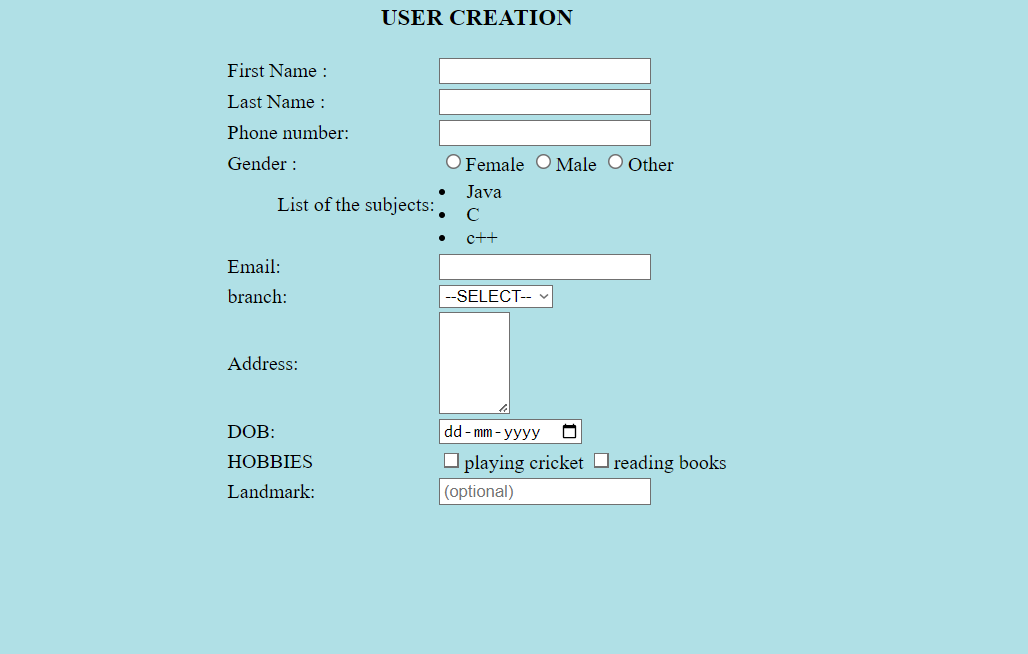 USER CREATION
First Name :
Last Name :
Phone number:
Gender : Female Male Other
List of the subjects:
• Java
• C
• c++
Email:
branch: --SELECT--
Address:
DOB: dd-mm-yyyy
HOBBIES playing cricket reading books
Landmark: (optional)